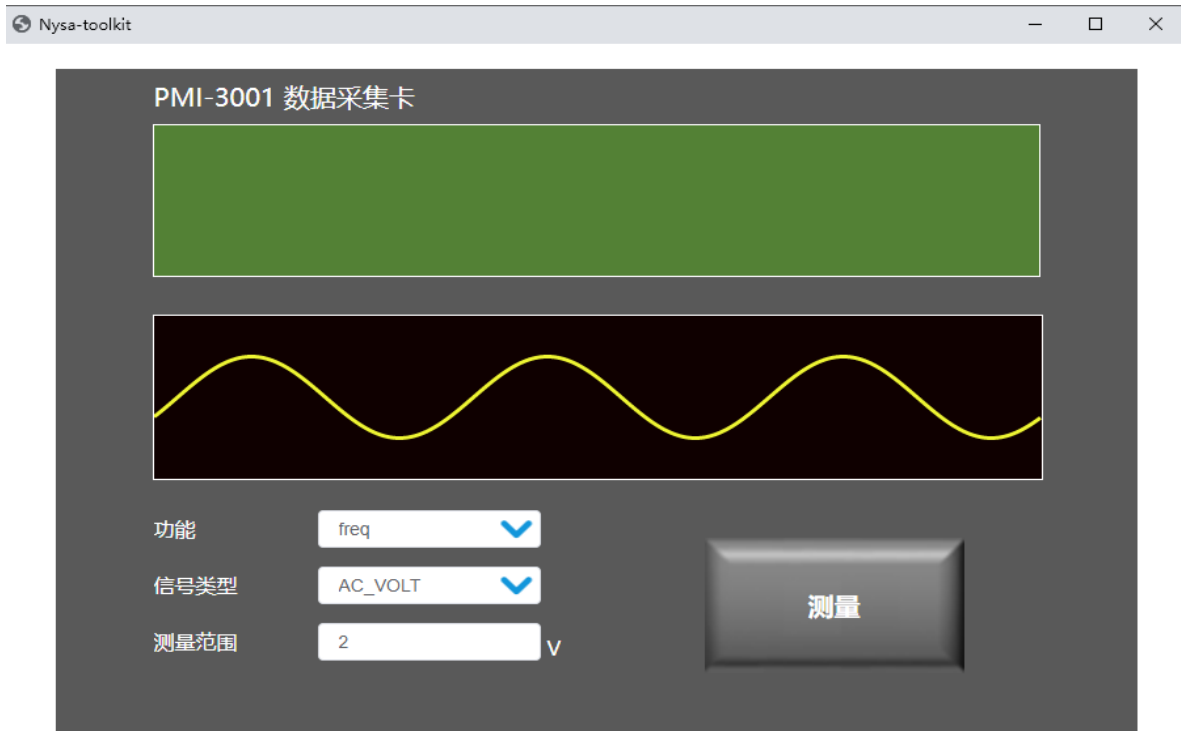 Nysa-toolkit
PMI-3001 数据采集卡
功能
freq
信号类型
AC_VOLT
测量范围
2
V
测量